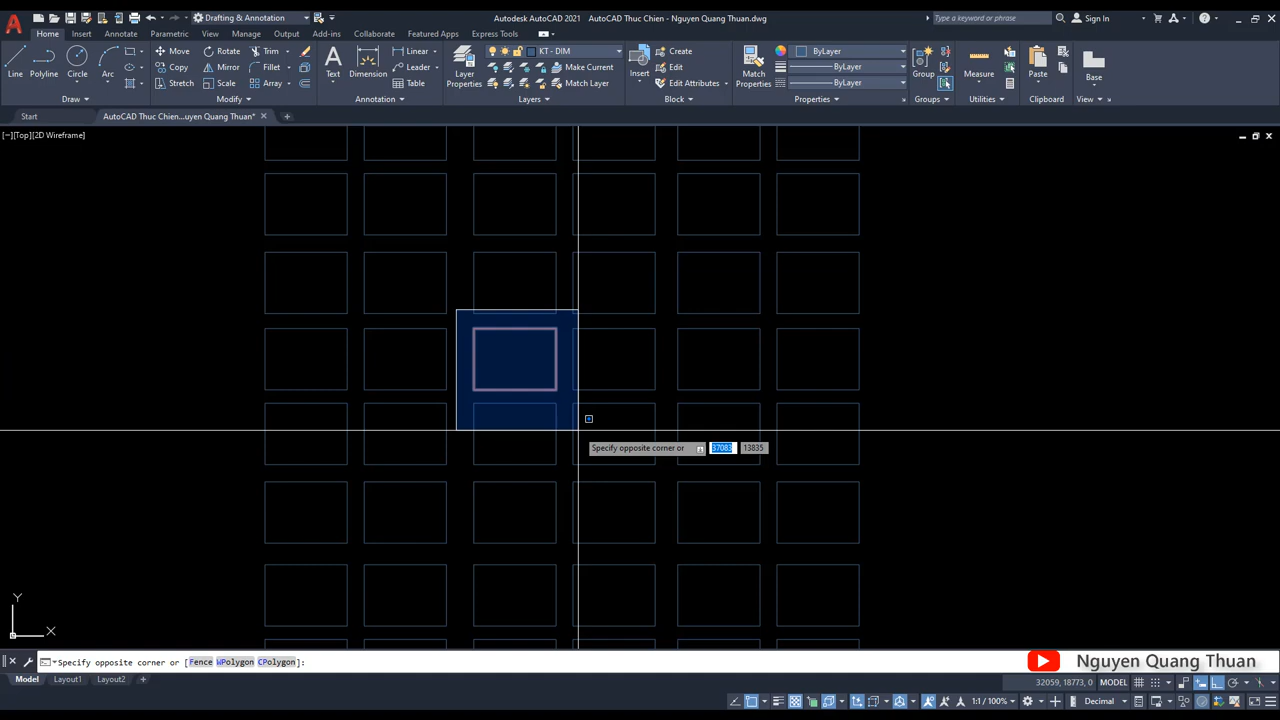 Drafting & Annotation
Autodesk AutoCAD 2021 AutoCAD Thuc Chien - Nguyen Quang Thuan.dwg
Type a keyword or phrase
Sign In
Home Insert Annotate Parametric View Manage Output Add-ins Collaborate Express Tools Featured Apps
Line Polyline Circle Arc
Move Rotate Trim
Copy Mirror Fillet
Stretch Scale Array
Text Dimension
Linear
Leader
Table
Layer Properties
KT - DIM
Make Current
Match Layer
Insert
Create
Edit
Edit Attributes
Match Properties
ByLayer
ByLayer
ByLayer
Group Measure Paste Base
Draw Modify Annotation Layers Block Properties Groups Utilities Clipboard View
Start AutoCAD Thuc Chien...uyen Quang Thuan*
[−][Top][2D Wireframe]
Specify opposite corner or 37083 13835
Y
X
Specify opposite corner or [Fence WPolygon CPolygon]:
Nguyen Quang Thuan
Model Layout1 Layout2
32059, 18773, 0 MODEL
1:1 / 100% Decimal